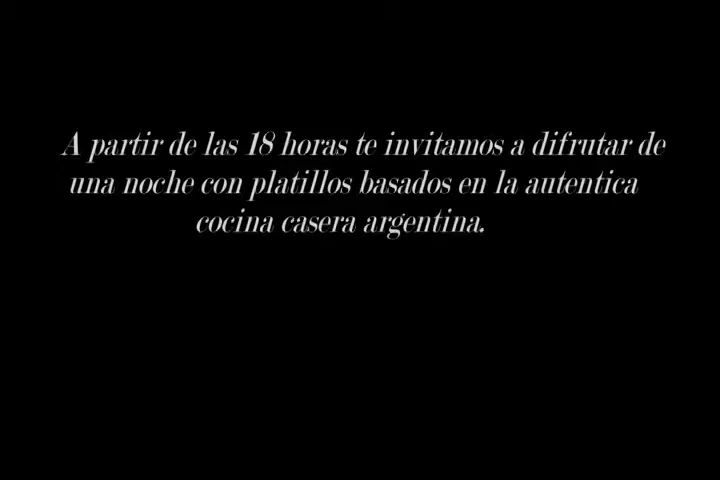 A partir de las 18 horas te invitamos a difrutar de
una noche con platillos basados en la autentica
cocina casera argentina.